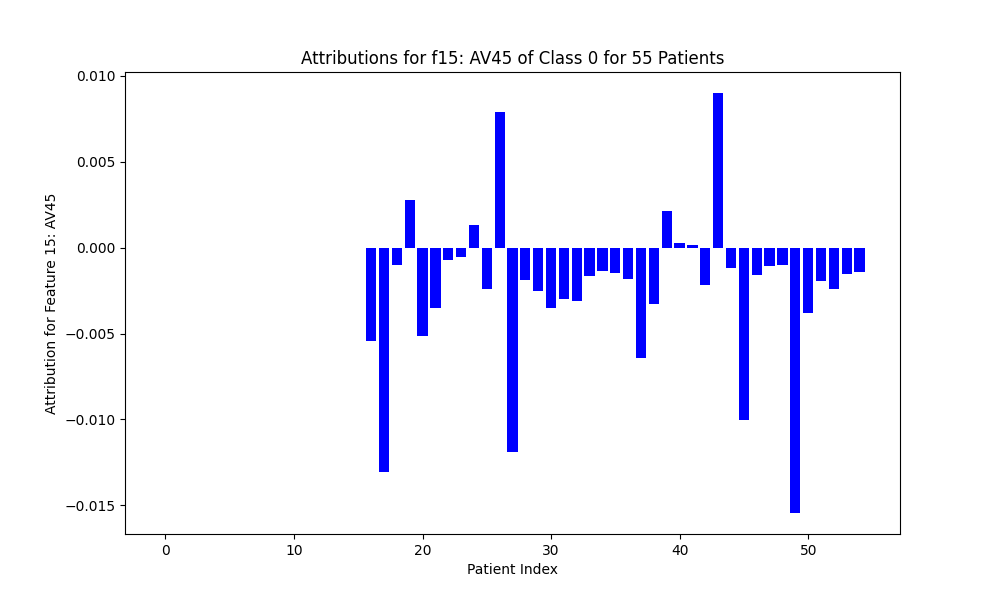 Attributions for f15: AV45 of Class 0 for 55 Patients
Attribution for Feature 15: AV45
0.010
0.005
0.000
−0.005
−0.010
−0.015
0 10 20 30 40 50
Patient Index